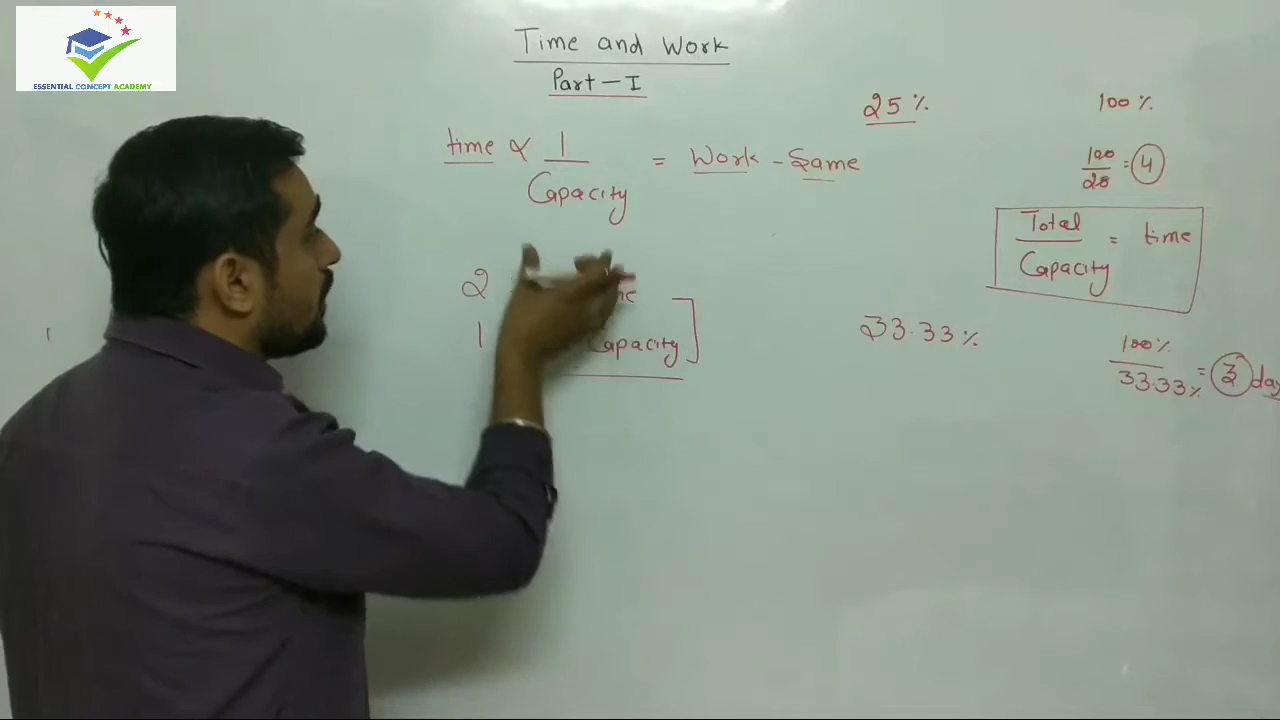 ESSENTIAL CONCEPT ACADEMY
Time and Work
Part - I
time ∝ 1 / Capacity = Work - Same
2
1 Capacity
25 %
100 %
100 / 25 = 4
Total / Capacity = time
33.33 %
100 % / 33.33 % = 3 day